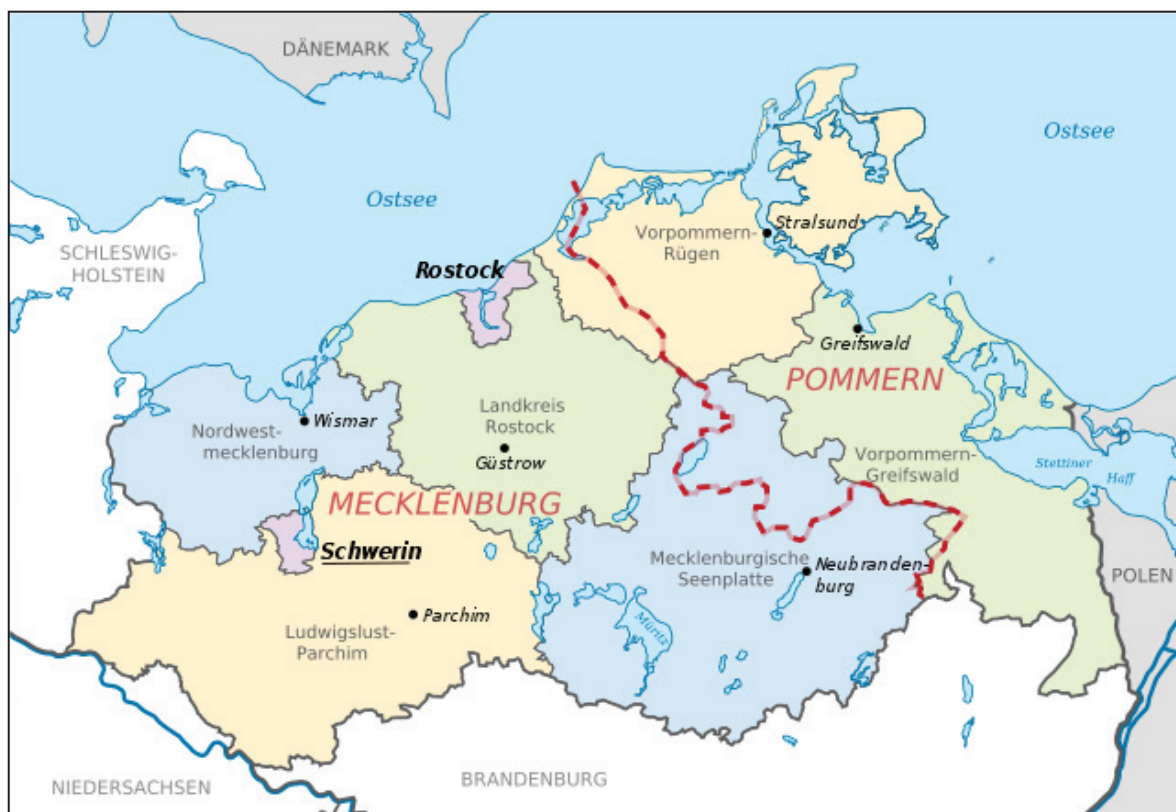 DÄNEMARK
Ostsee
Ostsee
SCHLESWIG-
HOLSTEIN
Vorpommern-
Rügen
Stralsund
Rostock
Greifswald
POMMERN
Landkreis
Rostock
Wismar
Nordwest-
mecklenburg
Güstrow
Vorpommern-
Greifswald
Stettiner
Haff
MECKLENBURG
Schwerin
Mecklenburgische
Seenplatte
Neubranden-
burg
POLEN
Parchim
Ludwigslust-
Parchim
Müritz
NIEDERSACHSEN
BRANDENBURG